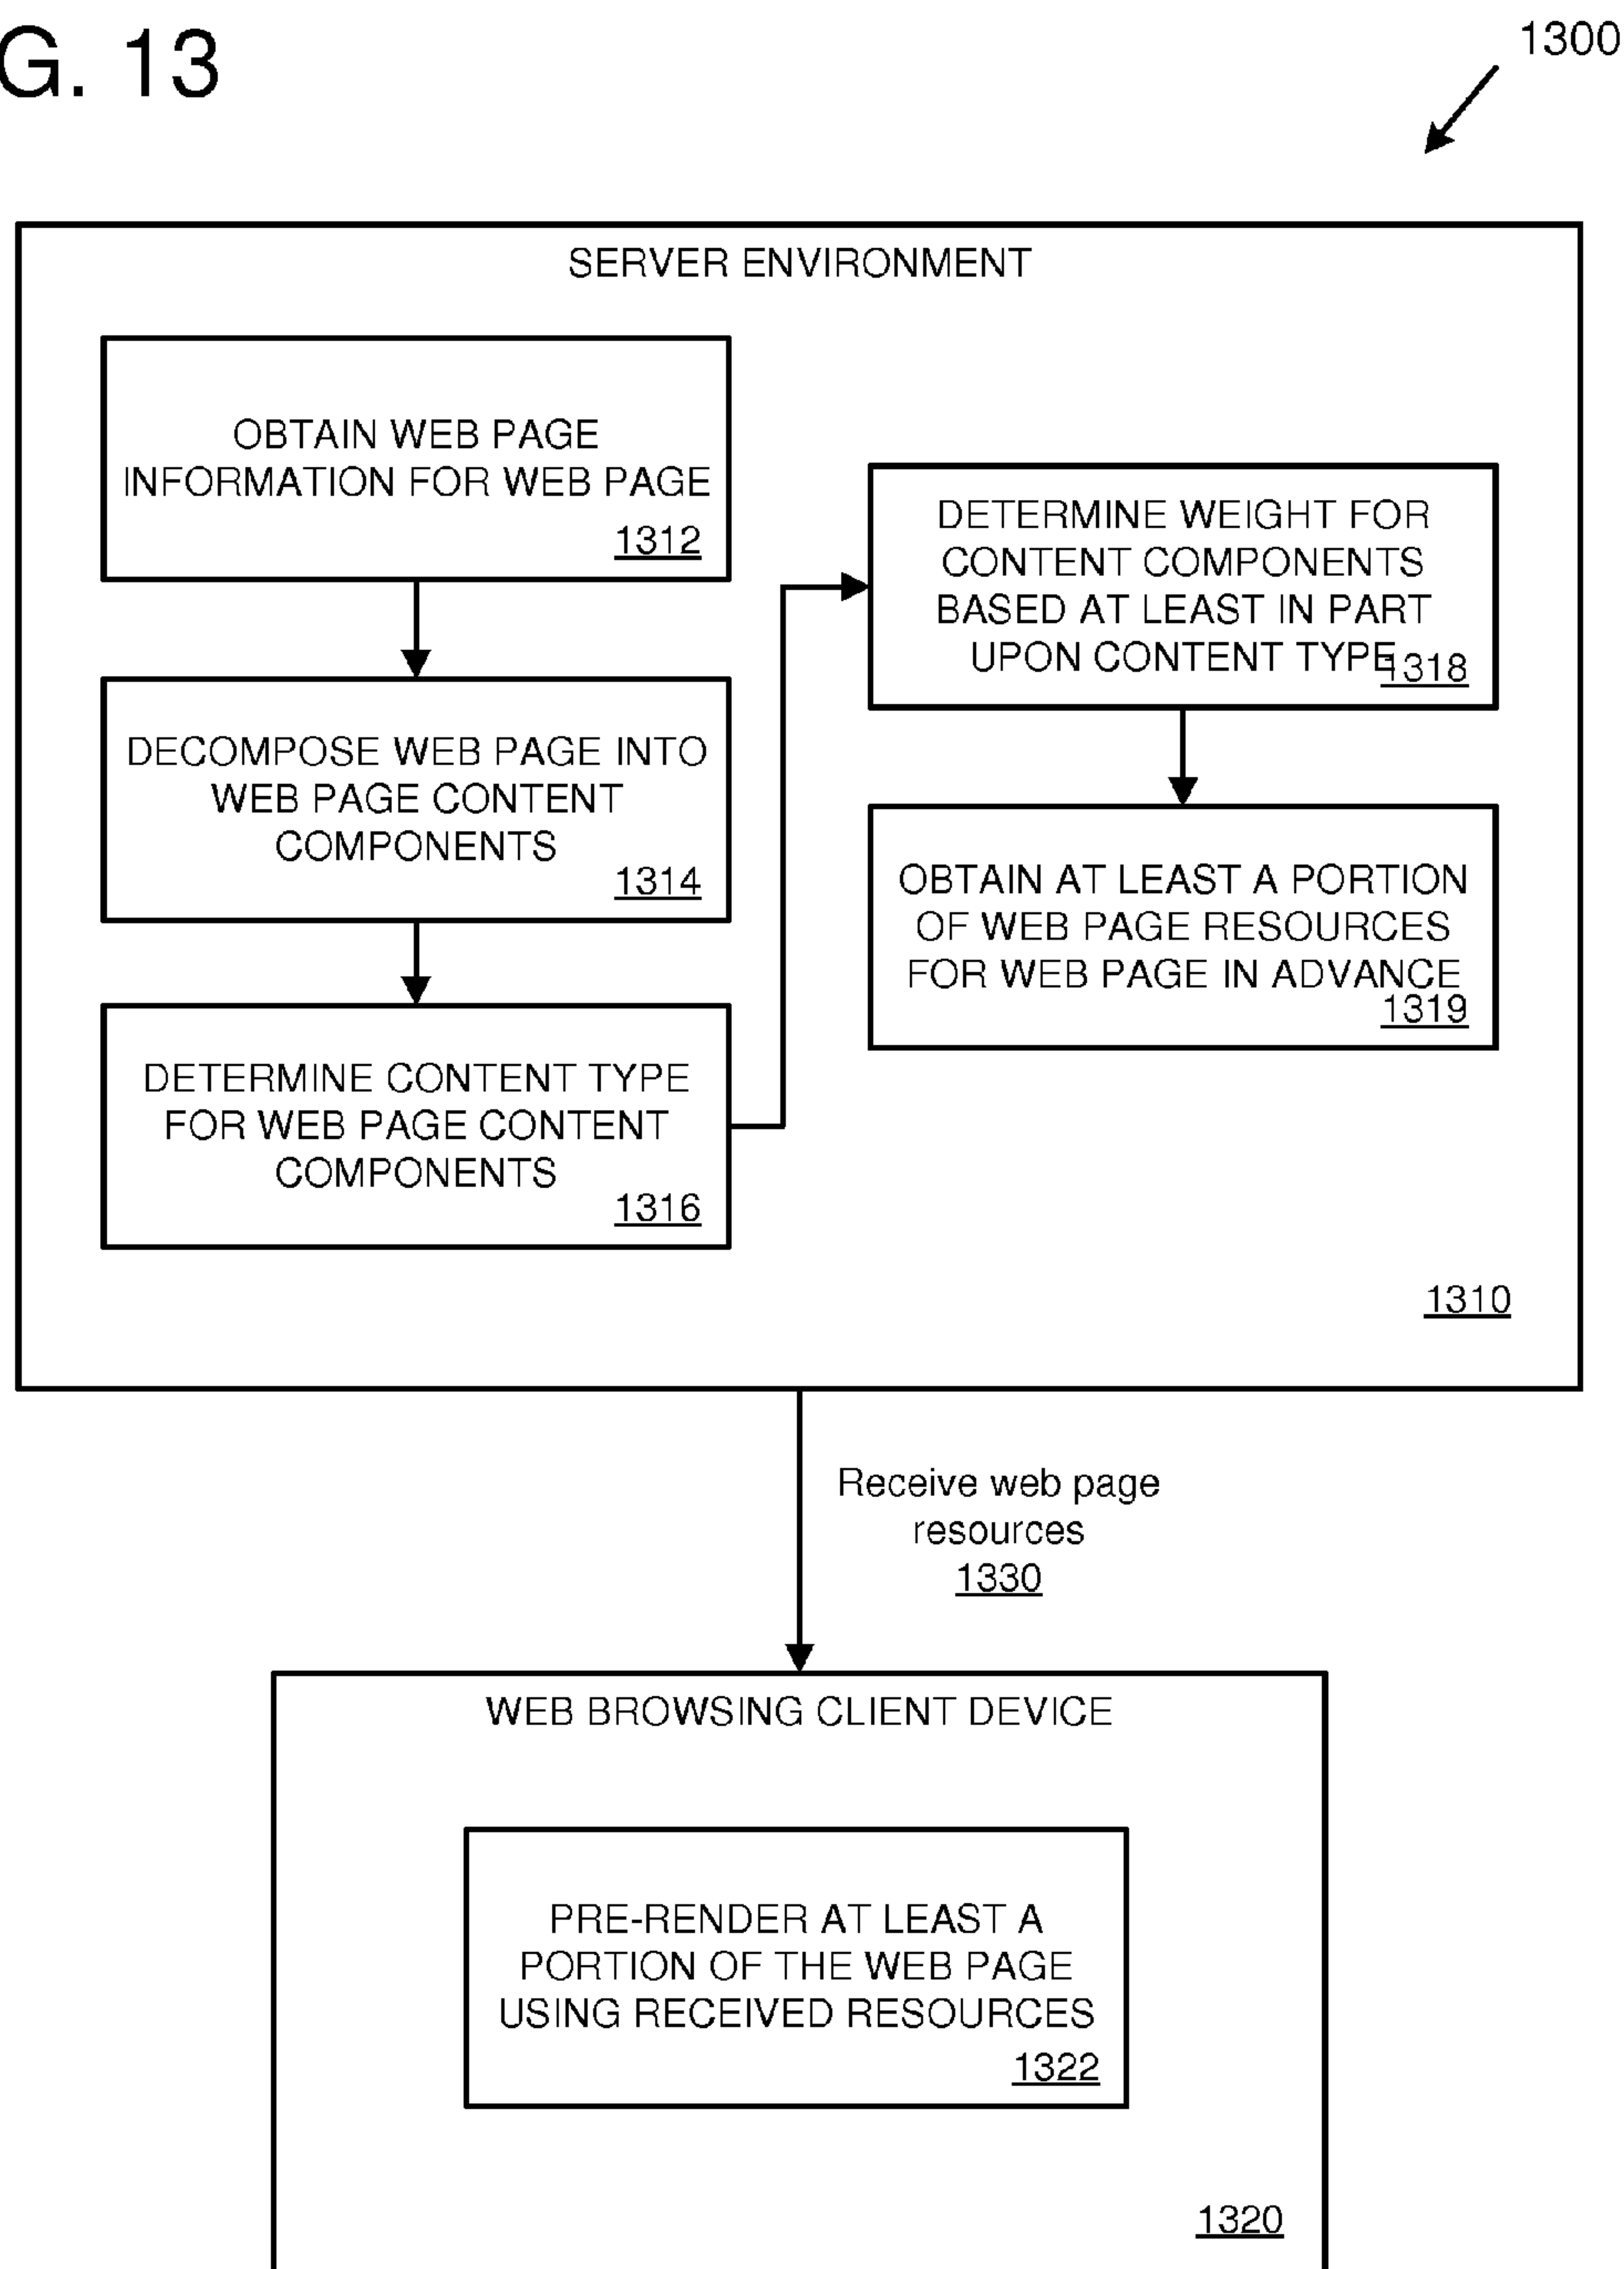 G. 13
1300
SERVER ENVIRONMENT
OBTAIN WEB PAGE
INFORMATION FOR WEB PAGE
1312
DECOMPOSE WEB PAGE INTO
WEB PAGE CONTENT
COMPONENTS
1314
DETERMINE CONTENT TYPE
FOR WEB PAGE CONTENT
COMPONENTS
1316
DETERMINE WEIGHT FOR
CONTENT COMPONENTS
BASED AT LEAST IN PART
UPON CONTENT TYPE
1318
OBTAIN AT LEAST A PORTION
OF WEB PAGE RESOURCES
FOR WEB PAGE IN ADVANCE
1319
1310
Receive web page
resources
1330
WEB BROWSING CLIENT DEVICE
PRE-RENDER AT LEAST A
PORTION OF THE WEB PAGE
USING RECEIVED RESOURCES
1322
1320